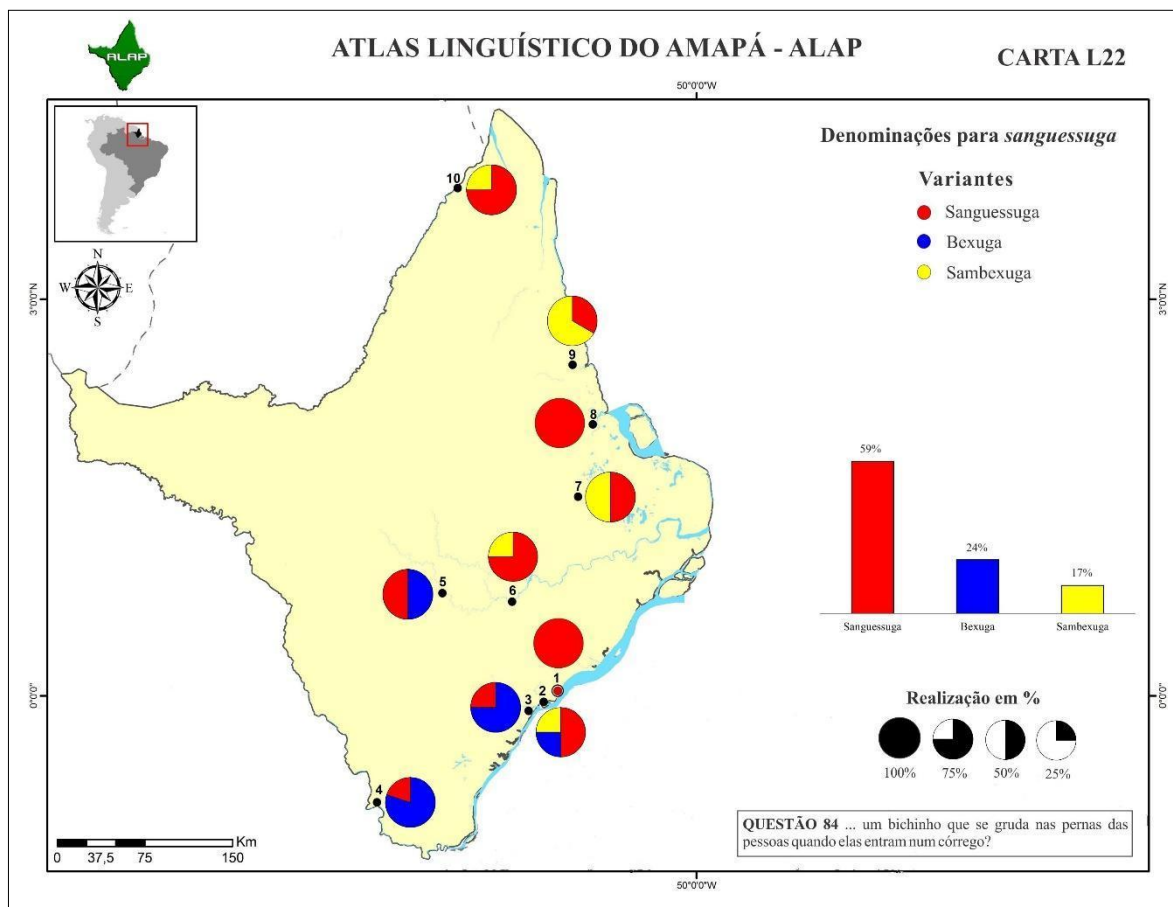 ALAP
ATLAS LINGUÍSTICO DO AMAPÁ - ALAP
CARTA L22
50°0'0"W
Denominações para sanguessuga
Variantes
Sanguessuga
Bexuga
Sambexuga
N
W
E
S
3°0'0"N
3°0'0"N
10
9
8
7
5
6
1
2
3
4
59%
24%
17%
Sanguessuga
Bexuga
Sambexuga
0°0'0"
0°0'0"
Realização em %
100%
75%
50%
25%
Km
0
37,5
75
150
QUESTÃO 84 ... um bichinho que se gruda nas pernas das
pessoas quando elas entram num córrego?
50°0'0"W